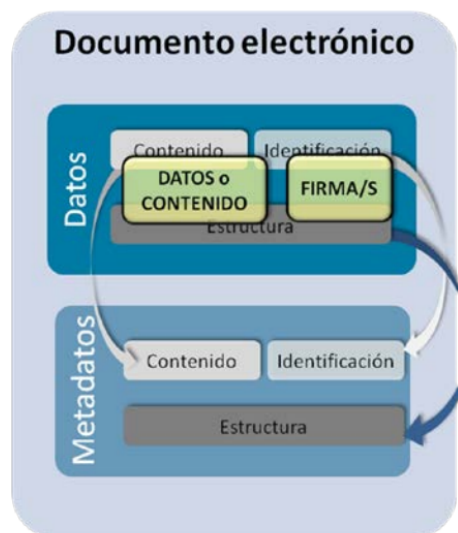 Documento electrónico
Datos
Contenido
Identificación
DATOS o
CONTENIDO
FIRMA/S
Estructura
Metadatos
Contenido
Identificación
Estructura